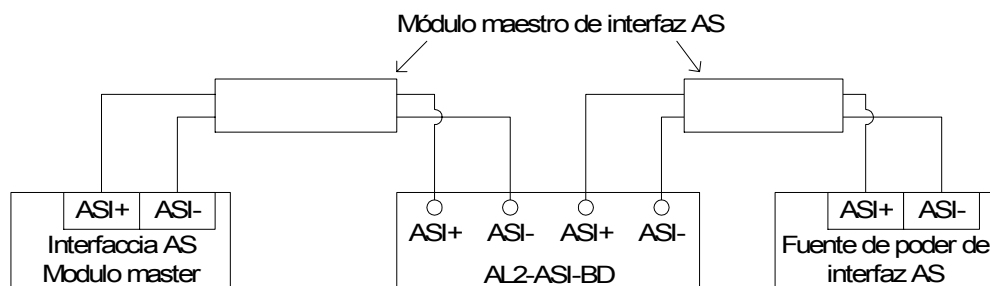 Módulo maestro de interfaz AS
ASI+ ASI-
Interfaccia AS
Modulo master
ASI+ ASI- ASI+ ASI-
AL2-ASI-BD
ASI+ ASI-
Fuente de poder de
interfaz AS